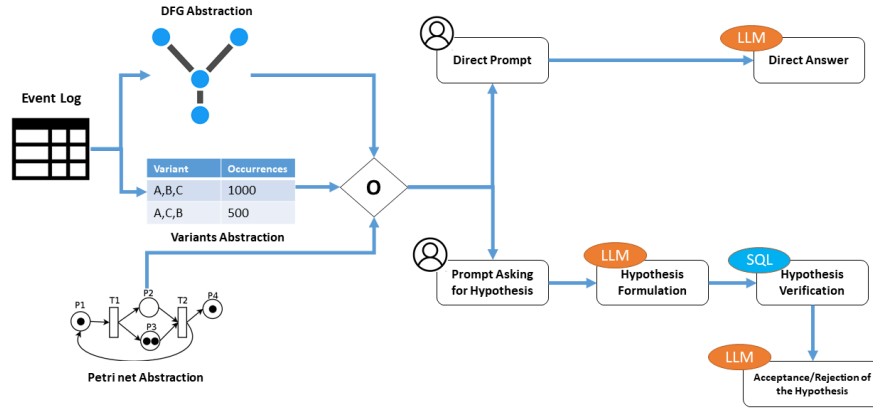 DFG Abstraction
Event Log
Variant Occurrences
A,B,C 1000
A,C,B 500
Variants Abstraction
P1 T1 P2 T2 P4
P3
Petri net Abstraction
O
Direct Prompt
LLM
Direct Answer
Prompt Asking
for Hypothesis
LLM
Hypothesis
Formulation
SQL
Hypothesis
Verification
LLM
Acceptance/Rejection of
the Hypothesis